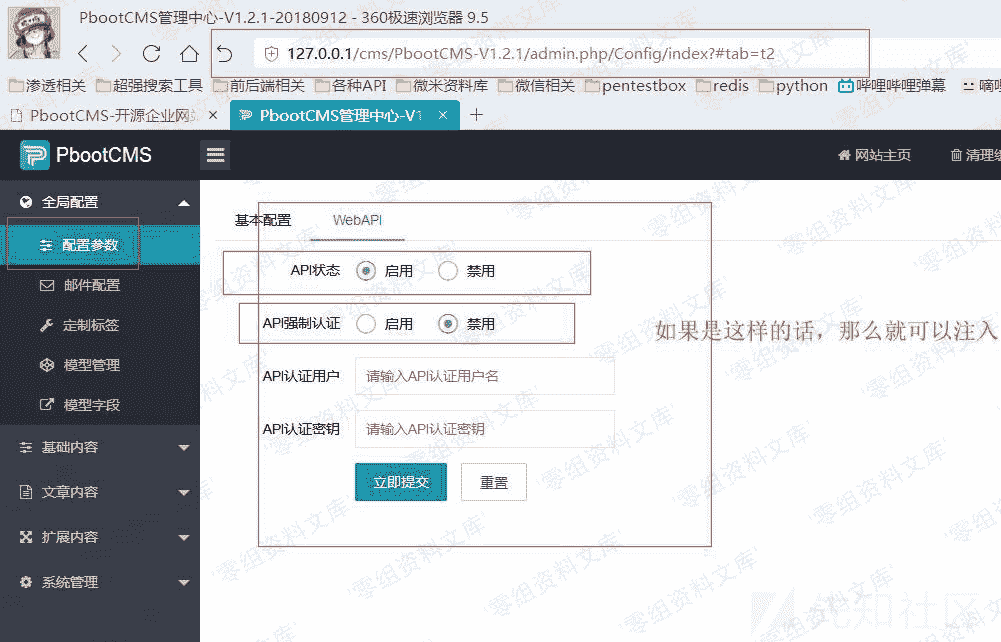 PbootCMS管理中心-V1.2.1-20180912 - 360极速浏览器 9.5
127.0.0.1/cms/PbootCMS-V1.2.1/admin.php/Config/index?#tab=t2
渗透相关 超强搜索工具 前后端相关 各种API 微米资料库 微信相关 pentestbox redis python 哔哩哔哩弹幕
PbootCMS-开源企业网 × PbootCMS管理中心-V1 × +
PbootCMS 网站主页 清理
全局配置
基本配置 WebAPI
配置参数
API状态 启用 禁用
邮件配置
API强制认证 启用 禁用
定制标签
如果是这样的话，那么就可以注入
模型管理
API认证用户 请输入API认证用户名
模型字段
API认证密钥 请输入API认证密钥
基础内容
立即提交 重置
文章内容
扩展内容
系统管理
零组资料文库
先知社区